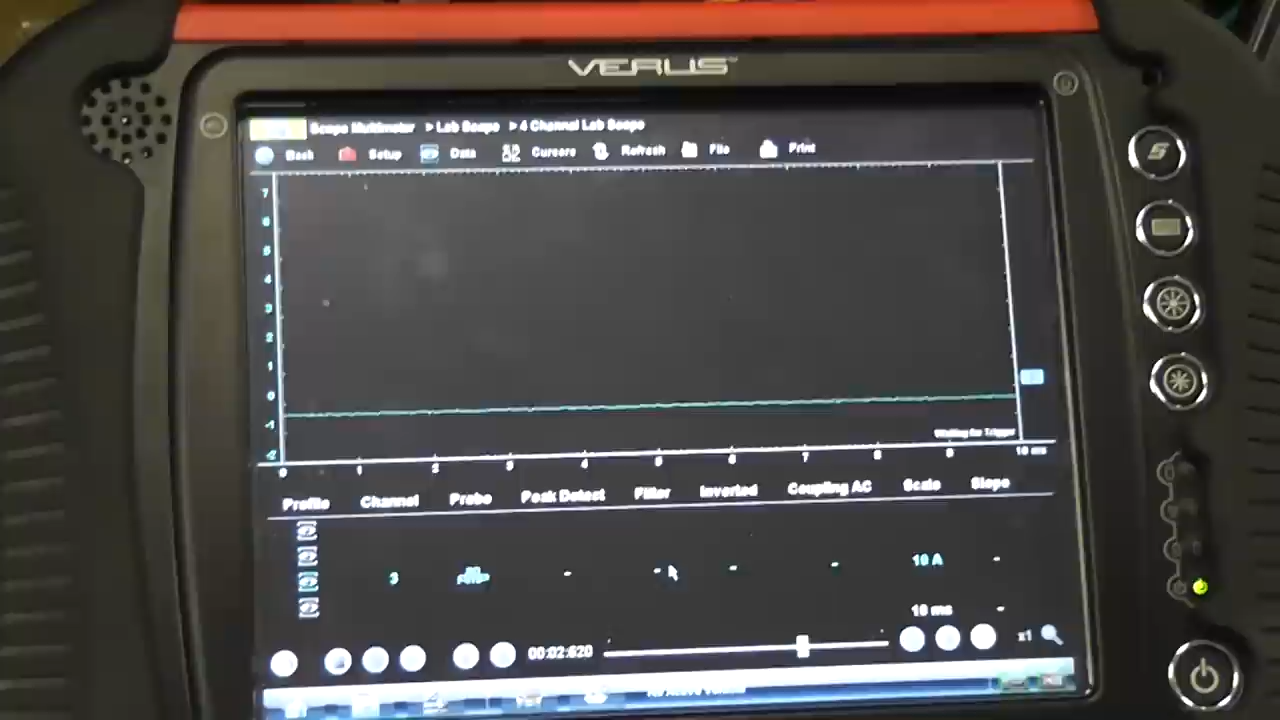 VERUS
Scope Multimeter > Lab Scope > 4 Channel Lab Scope
Back Setup Data Cursors Refresh File Print
7
6
5
4
3
2
1
0
-1
-2
Waiting for Trigger
0 1 2 3 4 5 6 7 8 9 10 ms
Profile Channel Probe Peak Detect Filter Inverted Coupling AC Scale Slope
3 - - - - 10 A -
10 ms -
00:02:620 x1